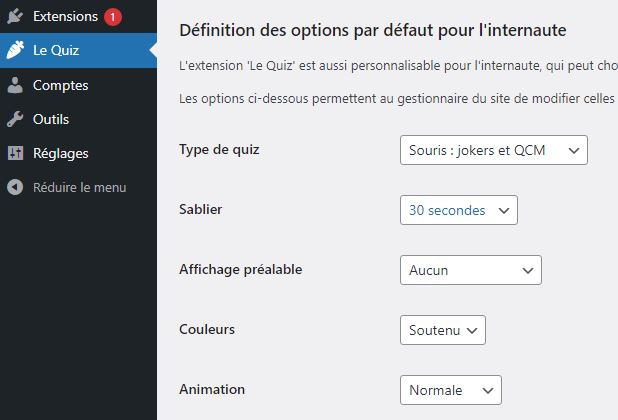 Extensions 1
Le Quiz
Comptes
Outils
Réglages
Réduire le menu
Définition des options par défaut pour l'internaute
L'extension 'Le Quiz' est aussi personnalisable pour l'internaute, qui peut cho
Les options ci-dessous permettent au gestionnaire du site de modifier celles
Type de quiz Souris : jokers et QCM
Sablier 30 secondes
Affichage préalable Aucun
Couleurs Soutenu
Animation Normale